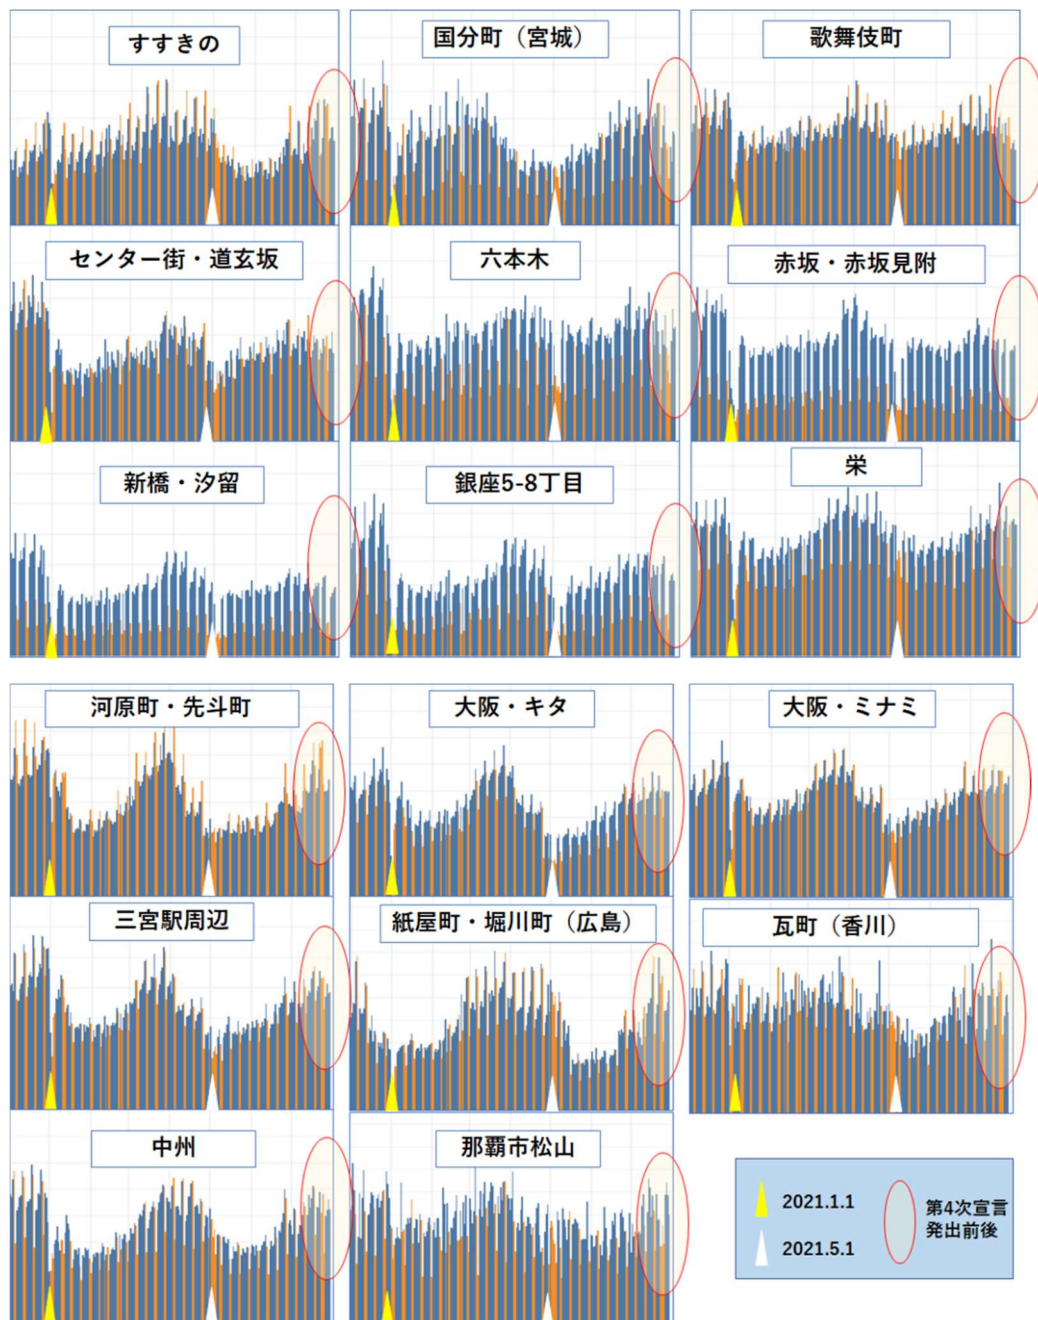 すすきの
国分町（宮城）
歌舞伎町
センター街・道玄坂
六本木
赤坂・赤坂見附
新橋・汐留
銀座5-8丁目
栄
河原町・先斗町
大阪・キタ
大阪・ミナミ
三宮駅周辺
紙屋町・堀川町（広島）
瓦町（香川）
中州
那覇市松山
2021.1.1
2021.5.1
第4次宣言
発出前後